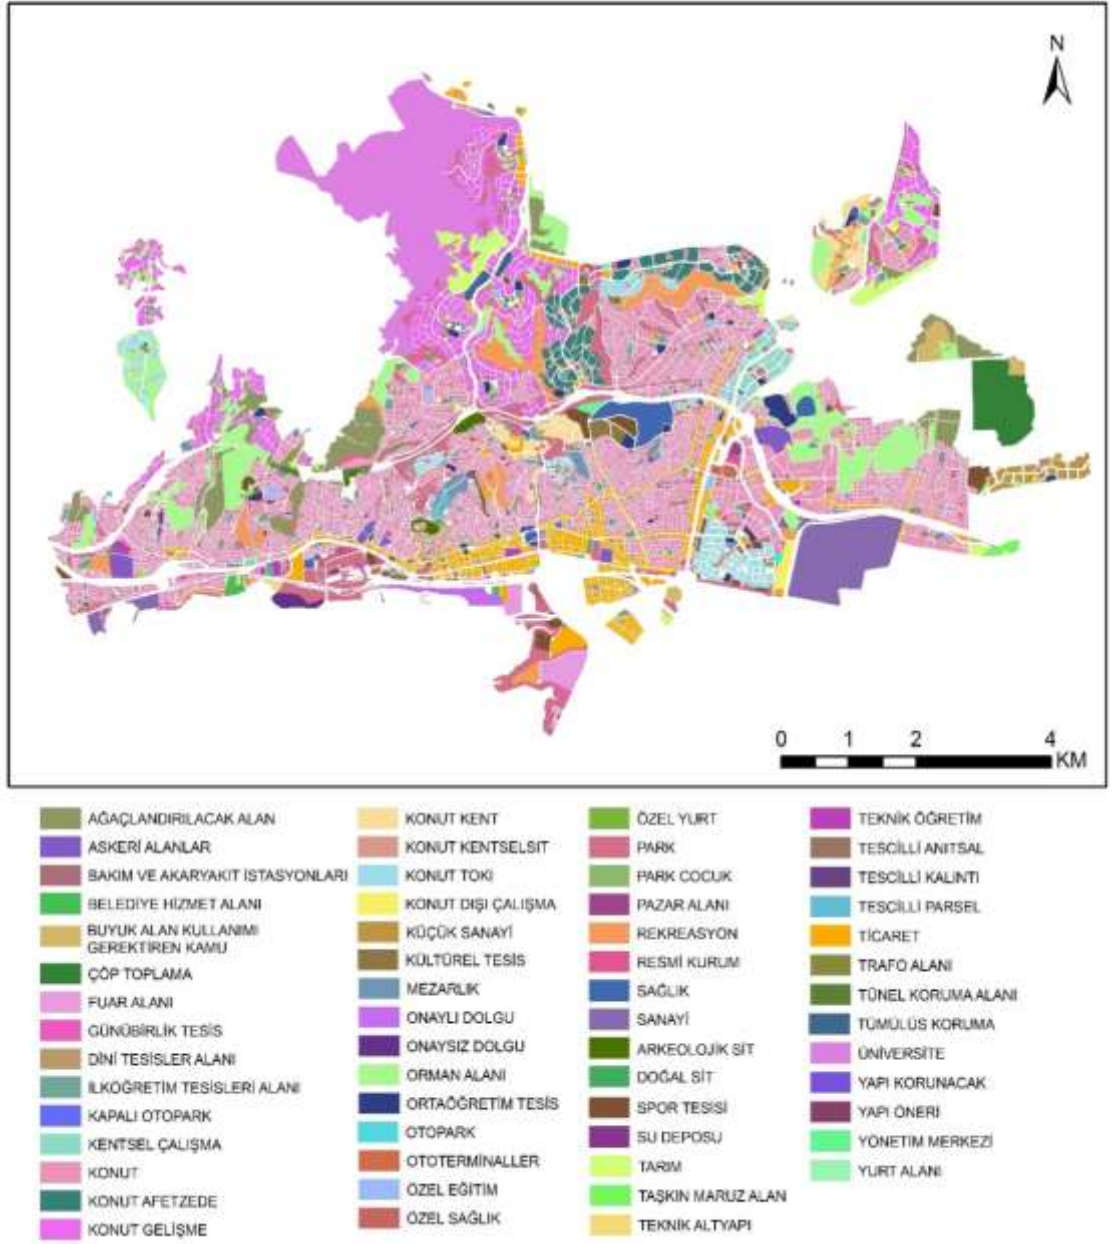 N
0 1 2 4
KM
AĞAÇLANDIRILACAK ALAN
ASKERİ ALANLAR
BAKIM VE AKARYAKIT İSTASYONLARI
BELEDİYE HİZMET ALANI
BUYUK ALAN KULLANIMI
GEREKTİREN KAMU
ÇÖP TOPLAMA
FUAR ALANI
GÜNÜBİRLİK TESİS
DİNİ TESİSLER ALANI
İLKOĞRETİM TESİSLERİ ALANI
KAPALI OTOPARK
KENTSEL ÇALIŞMA
KONUT
KONUT AFETZEDE
KONUT GELİŞME
KONUT KENT
KONUT KENTSELSIT
KONUT TOKI
KONUT DIŞI ÇALIŞMA
KÜÇÜK SANAYİ
KÜLTÜREL TESİS
MEZARLIK
ONAYLI DOLGU
ONAYSIZ DOLGU
ORMAN ALANI
ORTAÖĞRETİM TESİS
OTOPARK
OTOTERMİNALLER
ÖZEL EĞİTİM
ÖZEL SAĞLIK
ÖZEL YURT
PARK
PARK COCUK
PAZAR ALANI
REKREASYON
RESMİ KURUM
SAĞLIK
SANAYİ
ARKEOLOJİK SİT
DOĞAL SİT
SPOR TESİSİ
SU DEPOSU
TARIM
TAŞKIN MARUZ ALAN
TEKNİK ALTYAPI
TEKNİK ÖĞRETİM
TESCİLLİ ANITSAL
TESCİLLİ KALINTI
TESCİLLİ PARSEL
TİCARET
TRAFO ALANI
TÜNEL KORUMA ALANI
TÜMÜLÜS KORUMA
ÜNİVERSİTE
YAPI KORUNACAK
YAPI ÖNERİ
YÖNETİM MERKEZİ
YURT ALANI